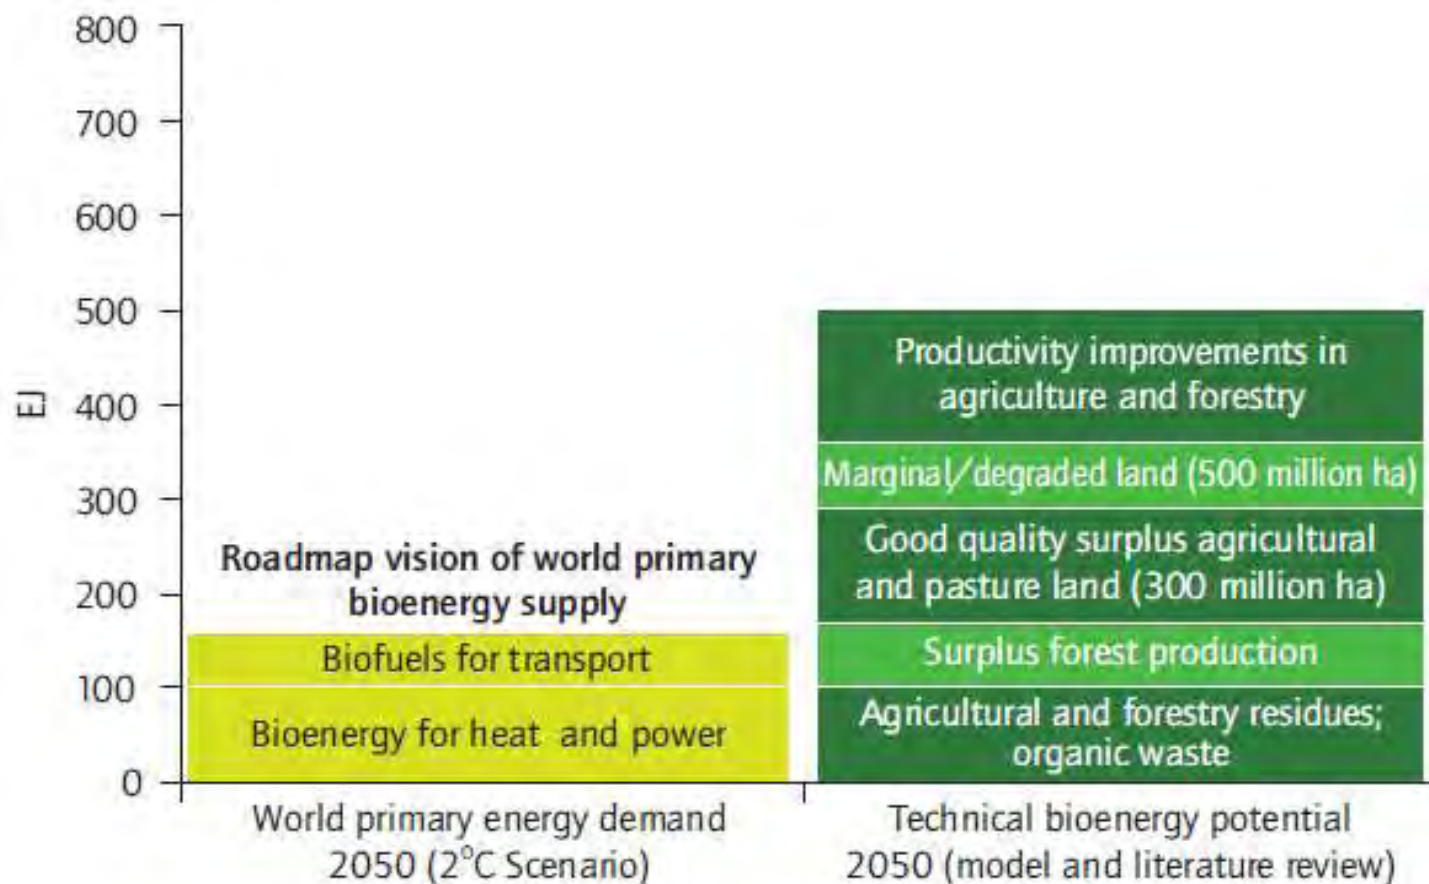 800
700
600
500
400
300
200
100
0
EJ
Roadmap vision of world primary
bioenergy supply
Biofuels for transport
Bioenergy for heat and power
World primary energy demand
2050 (2°C Scenario)
Productivity improvements in
agriculture and forestry
Marginal/degraded land (500 million ha)
Good quality surplus agricultural
and pasture land (300 million ha)
Surplus forest production
Agricultural and forestry residues;
organic waste
Technical bioenergy potential
2050 (model and literature review)